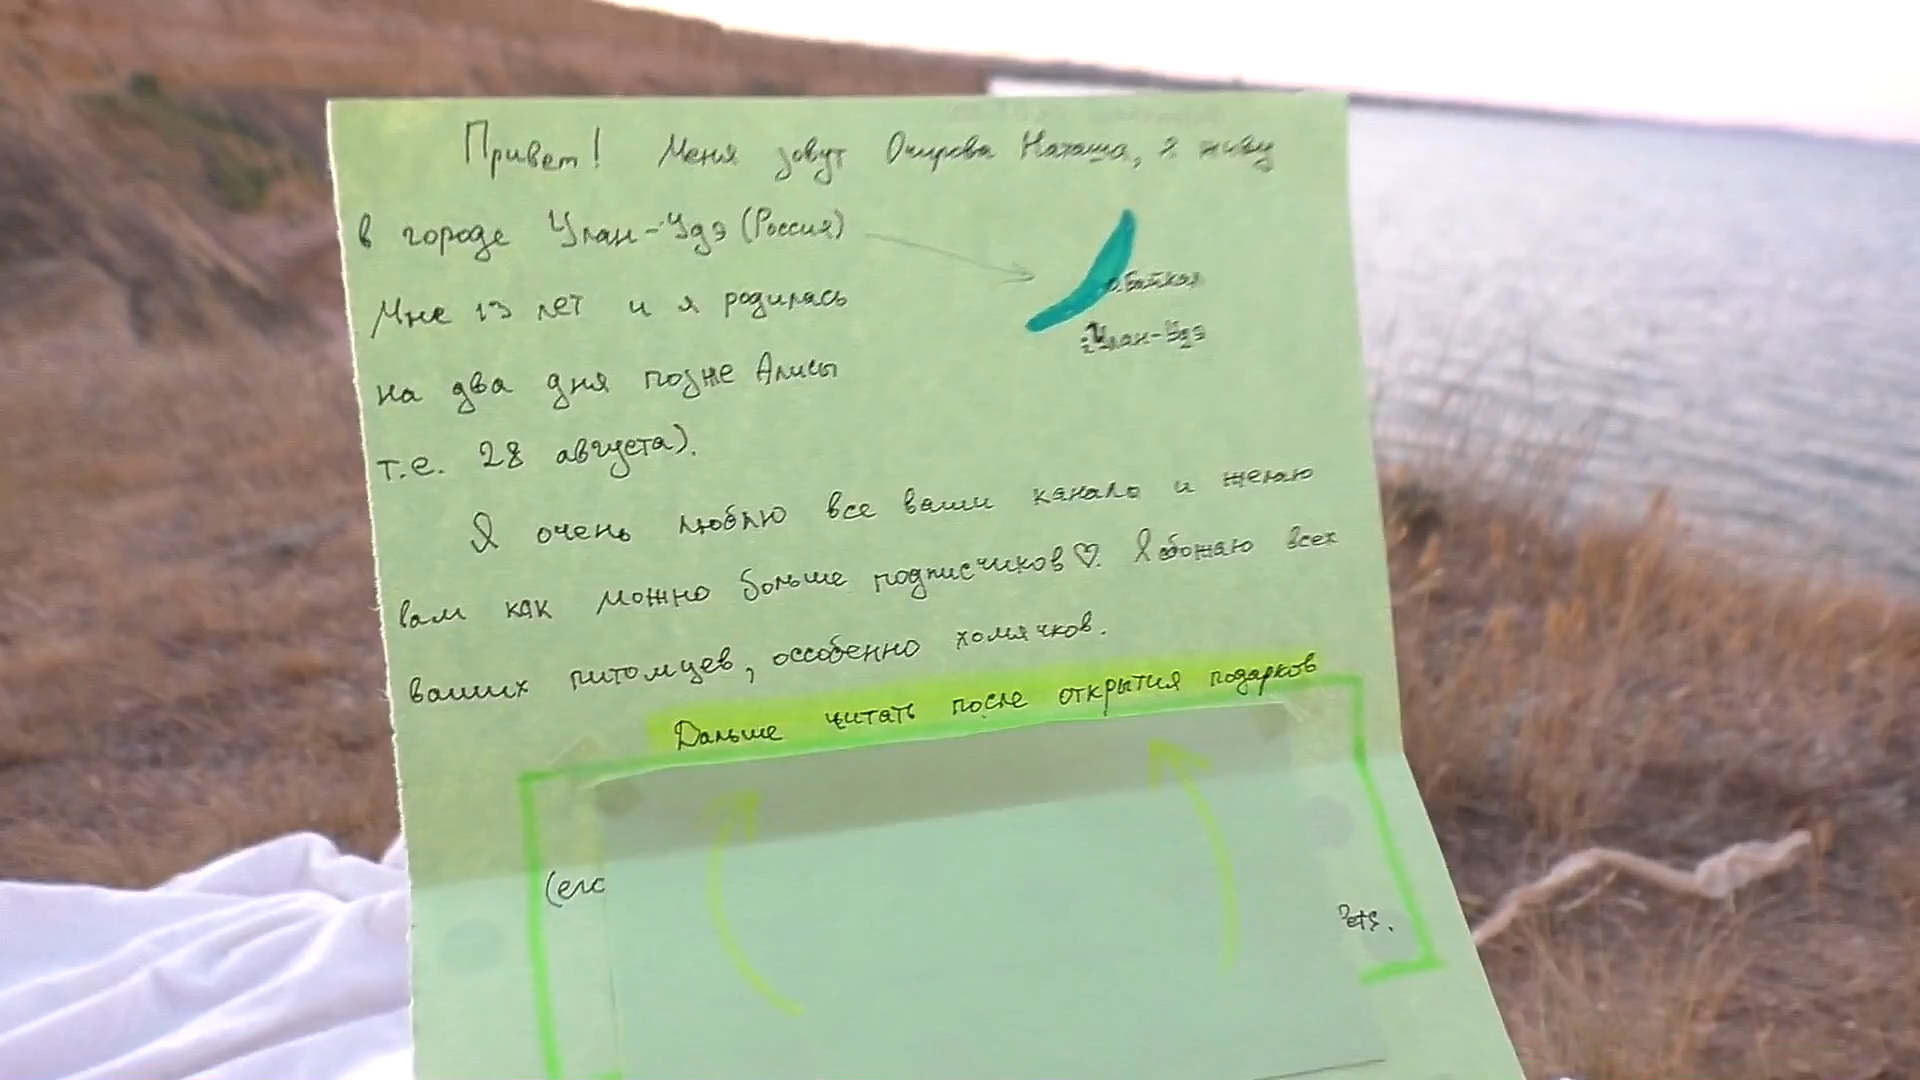 Привет! Меня зовут Очирова Наташа, я живу
в городе Улан-Удэ (Россия)
о. Байкал
Улан-Удэ
Мне 13 лет и я родилась
на два дня позже Алисы
т.е. 28 августа).
Я очень люблю все ваши каналы и желаю
вам как можно больше подписчиков♡. Я обожаю всех
ваших питомцев, оссобенно хомячков.
Дальше читать после открытия подарков
(елс
Pets.